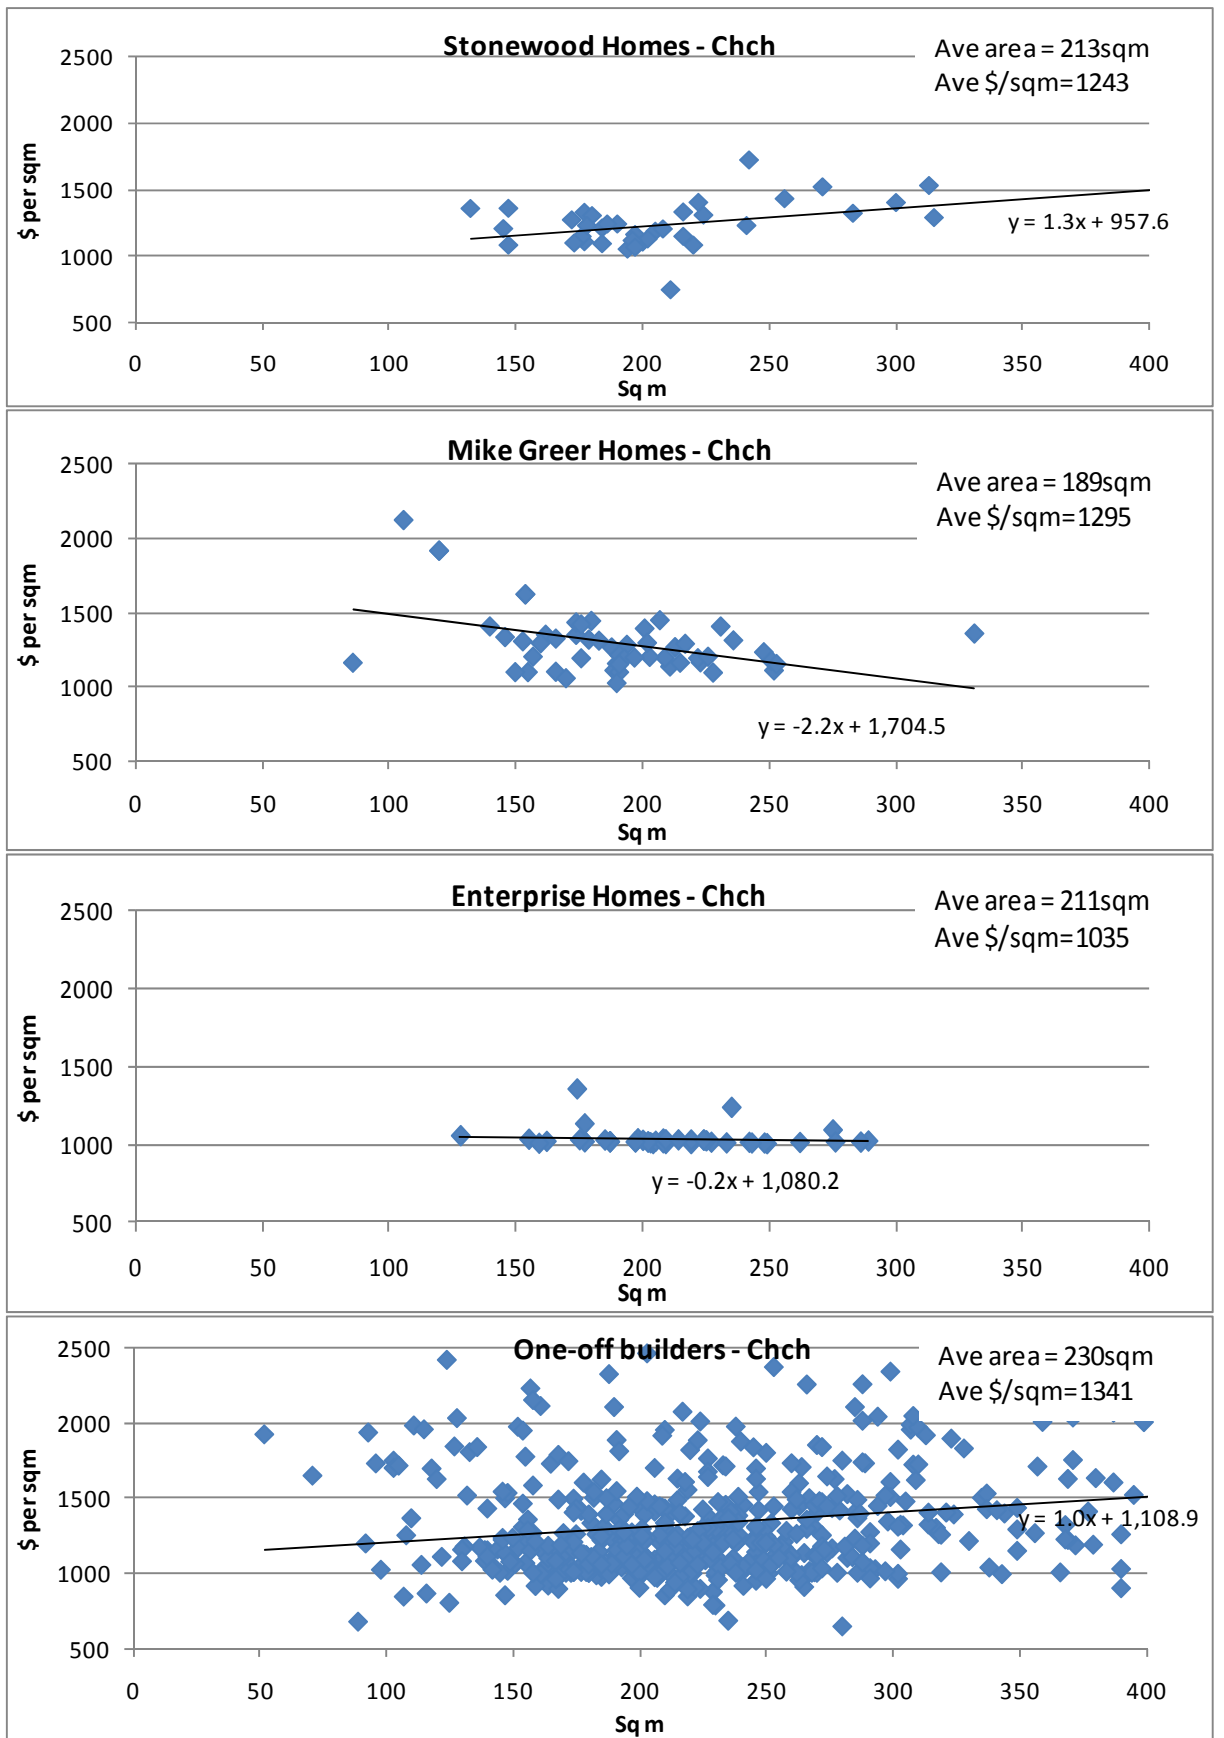 Stonewood Homes - Chch
Ave area = 213sqm
Ave $/sqm=1243
2500
2000
1500
1000
500
$ per sqm
y = 1.3x + 957.6
0 50 100 150 200 250 300 350 400
Sq m
Mike Greer Homes - Chch
Ave area = 189sqm
Ave $/sqm=1295
2500
2000
1500
1000
500
$ per sqm
y = -2.2x + 1,704.5
0 50 100 150 200 250 300 350 400
Sq m
Enterprise Homes - Chch
Ave area = 211sqm
Ave $/sqm=1035
2500
2000
1500
1000
500
$ per sqm
y = -0.2x + 1,080.2
0 50 100 150 200 250 300 350 400
Sq m
One-off builders - Chch
Ave area = 230sqm
Ave $/sqm=1341
2500
2000
1500
1000
500
$ per sqm
y = 1.0x + 1,108.9
0 50 100 150 200 250 300 350 400
Sq m